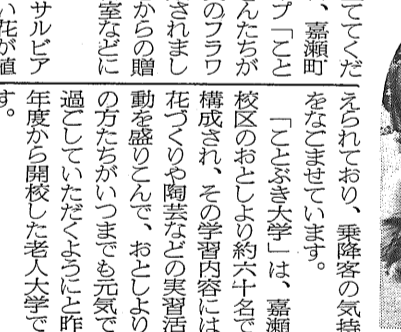 ててくだ
、嘉瀬町
プ「こと
んたちが
のフラワ
されまし
からの贈
室などに
サルビア
い花が植
えられており、乗降客の気持
をなごませています。
「ことぶき大学」は、嘉瀬
校区のおとしより約六十名で
構成され、その学習内容には
花づくりや陶芸などの実習活
動を盛りこんで、おとしより
の方たちがいつまでも元気で
過ごしていただくようにと昨
年度から開校した老人大学で
す。